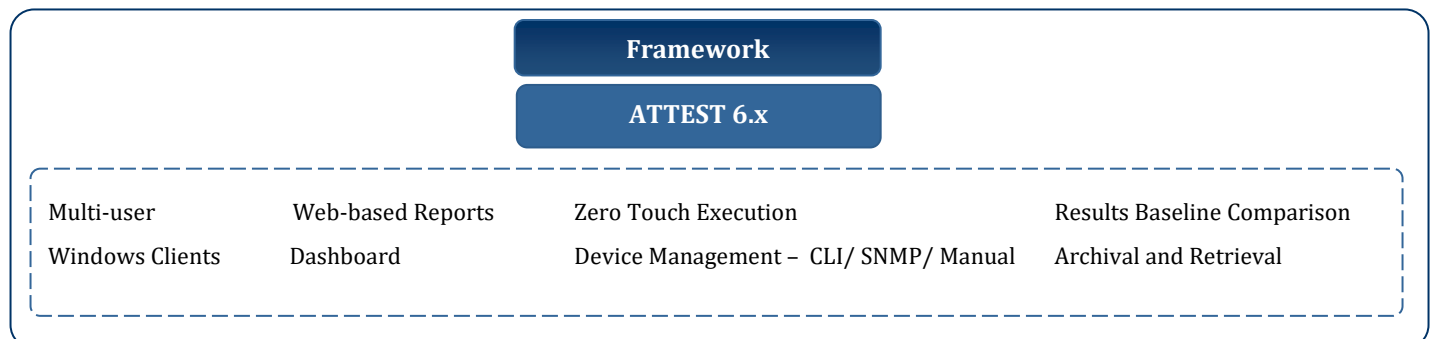 Framework
ATTEST 6.x
Multi-user Web-based Reports Zero Touch Execution Results Baseline Comparison
Windows Clients Dashboard Device Management – CLI/ SNMP/ Manual Archival and Retrieval